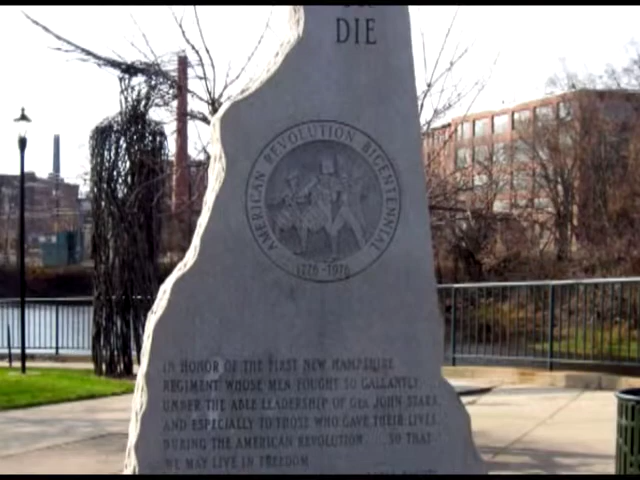 DIE
AMERICAN REVOLUTION BICENTENNIAL
1776-1976
IN HONOR OF THE FIRST NEW HAMPSHIRE
REGIMENT WHOSE MEN FOUGHT SO GALLANTLY
UNDER THE ABLE LEADERSHIP OF GEN. JOHN STARK
AND ESPECIALLY TO THOSE WHO GAVE THEIR LIVES
DURING THE AMERICAN REVOLUTION . . . SO THAT
WE MAY LIVE IN FREEDOM